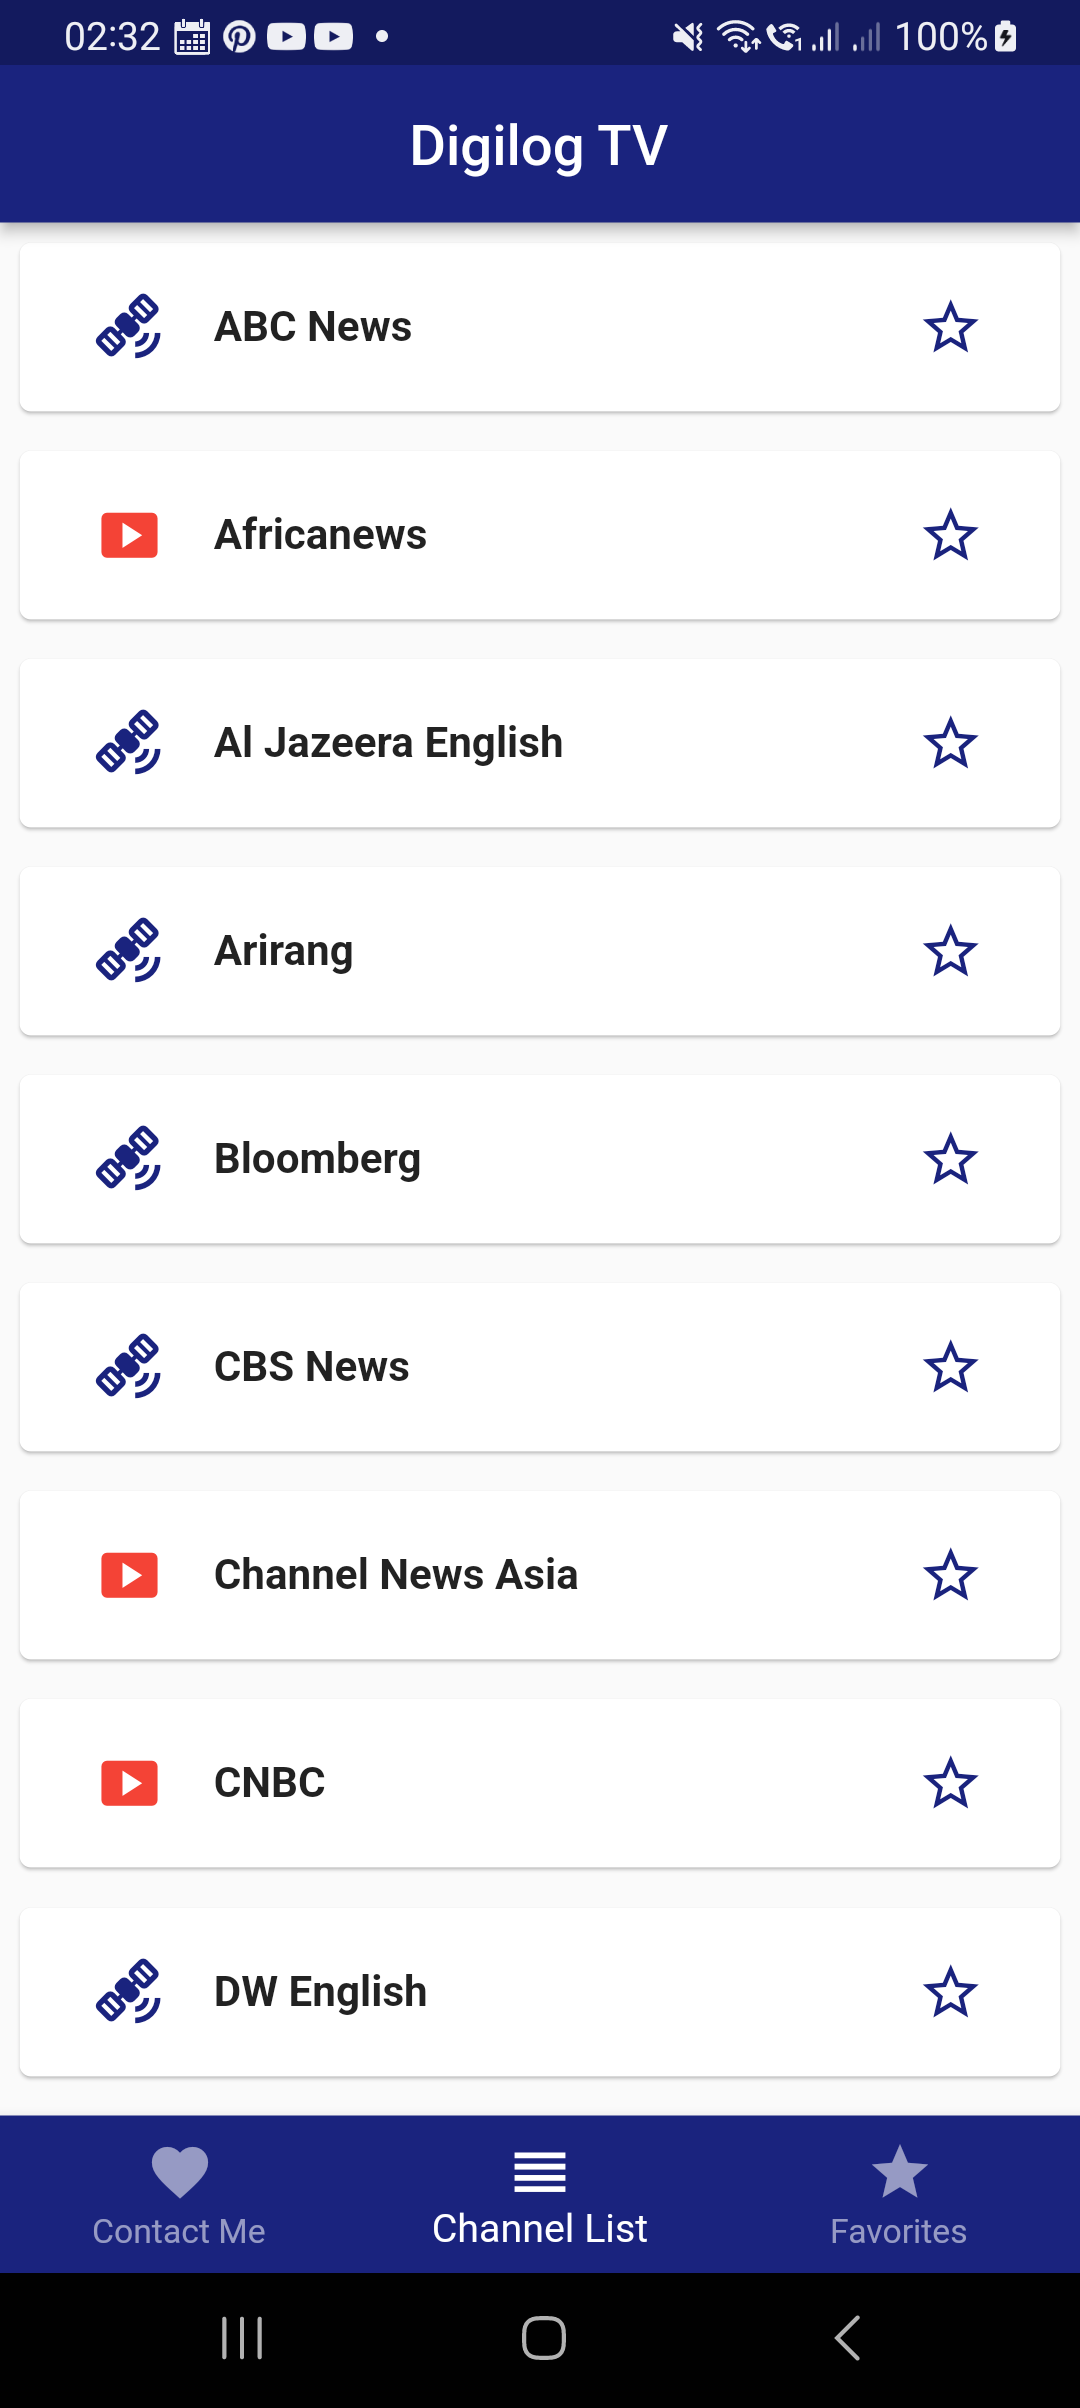 02:32 100%
Digilog TV
ABC News
Africanews
Al Jazeera English
Arirang
Bloomberg
CBS News
Channel News Asia
CNBC
DW English
Contact Me Channel List Favorites